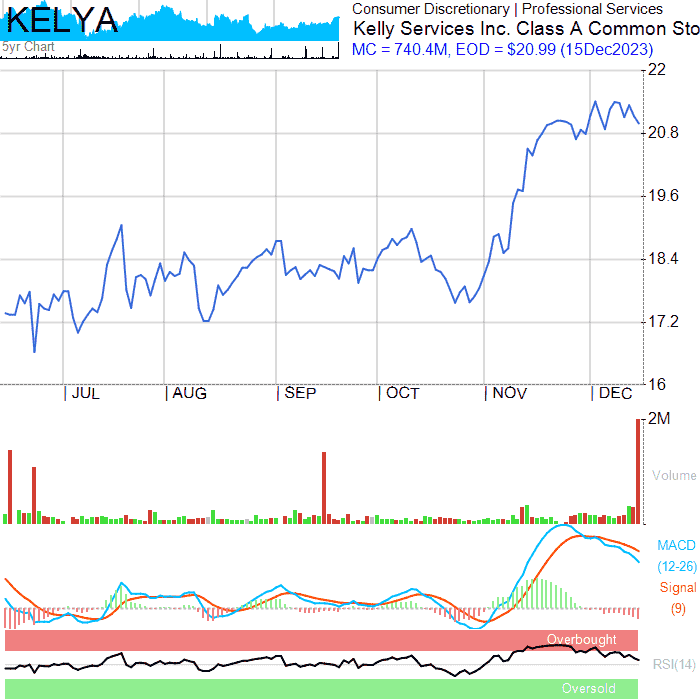 KELYA
5yr Chart
Consumer Discretionary | Professional Services
Kelly Services Inc. Class A Common Sto
MC = 740.4M, EOD = $20.99 (15Dec2023)
22
20.8
19.6
18.4
17.2
16
JUL AUG SEP OCT NOV DEC
2M
Volume
MACD
(12-26)
Signal
(9)
Overbought
RSI(14)
Oversold